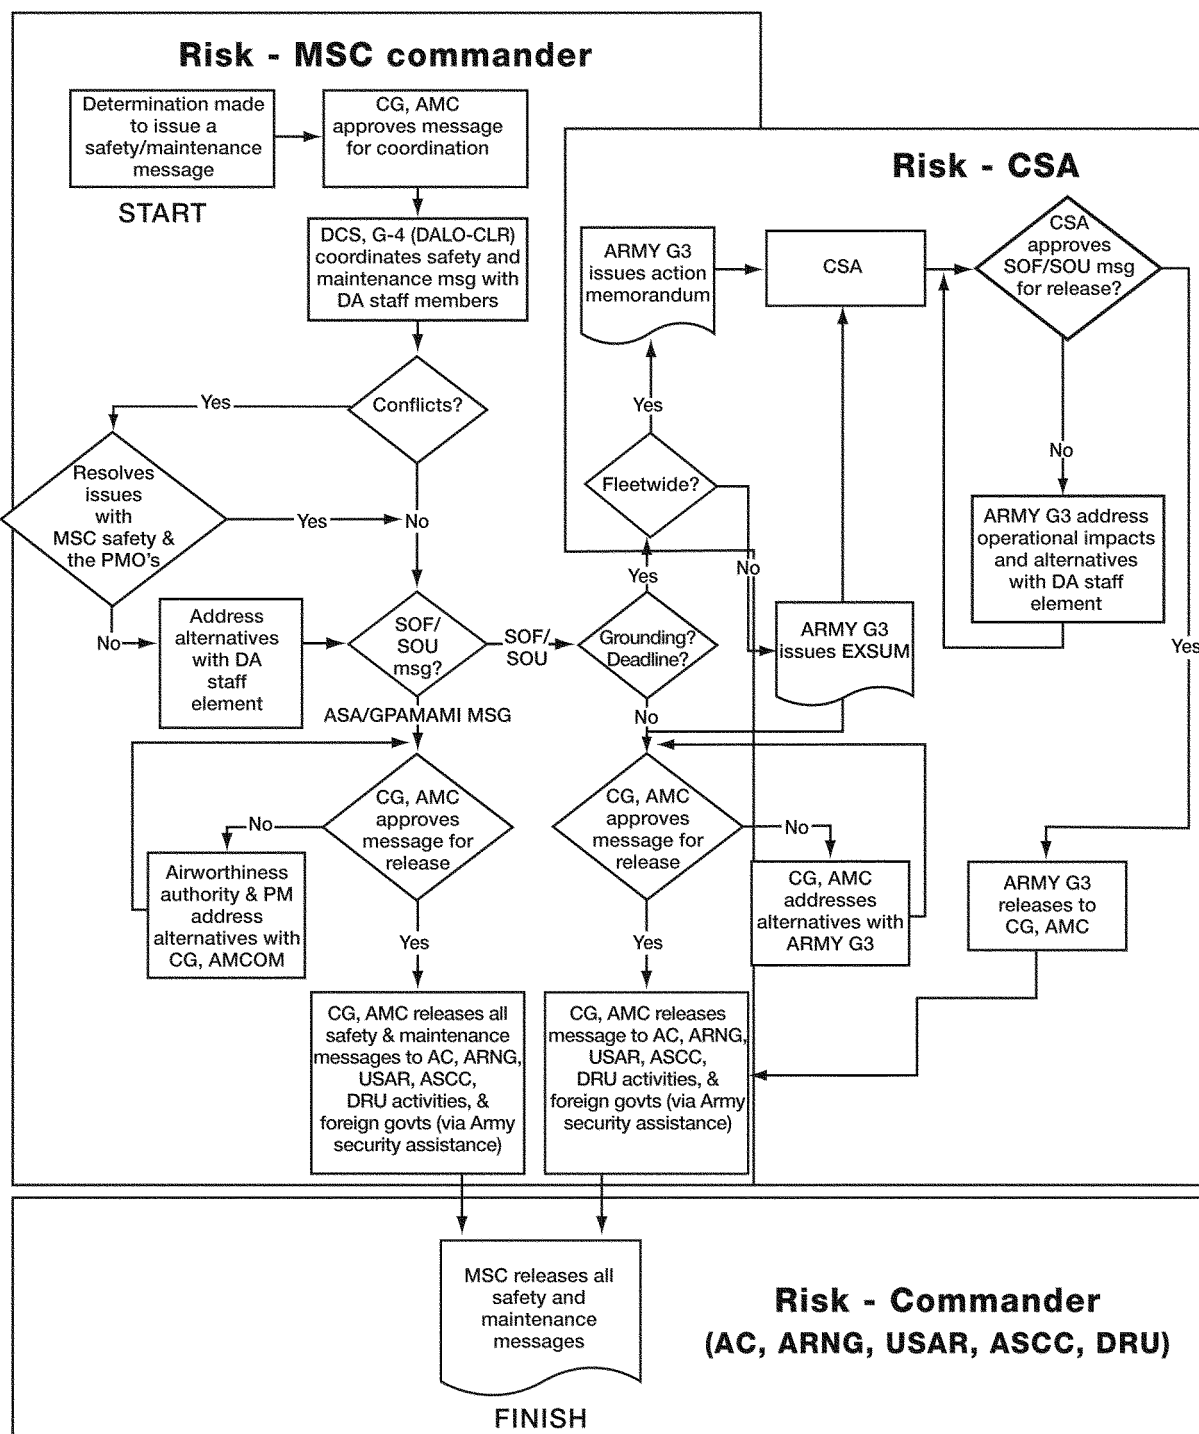 Risk - MSC commander
Determination made
to issue a
safety/maintenance
message
START
CG, AMC
approves message
for coordination
DCS, G-4 (DALO-CLR)
coordinates safety and
maintenance msg with
DA staff members
Conflicts?
Yes
Resolves
issues
with
MSC safety &
the PMO's
Yes
No
No
Address
alternatives
with DA
staff
element
SOF/
SOU
msg?
SOF/
SOU
ASA/GPAMAMI MSG
CG, AMC
approves
message for
release
No
Airworthiness
authority & PM
address
alternatives with
CG, AMCOM
Yes
CG, AMC releases all
safety & maintenance
messages to AC, ARNG,
USAR, ASCC,
DRU activities, &
foreign govts (via Army
security assistance)
Risk - CSA
ARMY G3
issues action
memorandum
CSA
CSA
approves
SOF/SOU msg
for release?
Yes
Fleetwide?
No
Yes
Grounding?
Deadline?
No
ARMY G3
issues EXSUM
No
ARMY G3 address
operational impacts
and alternatives
with DA staff
element
Yes
CG, AMC
approves
message for
release
No
CG, AMC
addresses
alternatives with
ARMY G3
ARMY G3
releases to
CG, AMC
Yes
CG, AMC releases
message to AC, ARNG,
USAR, ASCC,
DRU activities, &
foreign govts (via Army
security assistance)
MSC releases all
safety and
maintenance
messages
FINISH
Risk - Commander
(AC, ARNG, USAR, ASCC, DRU)